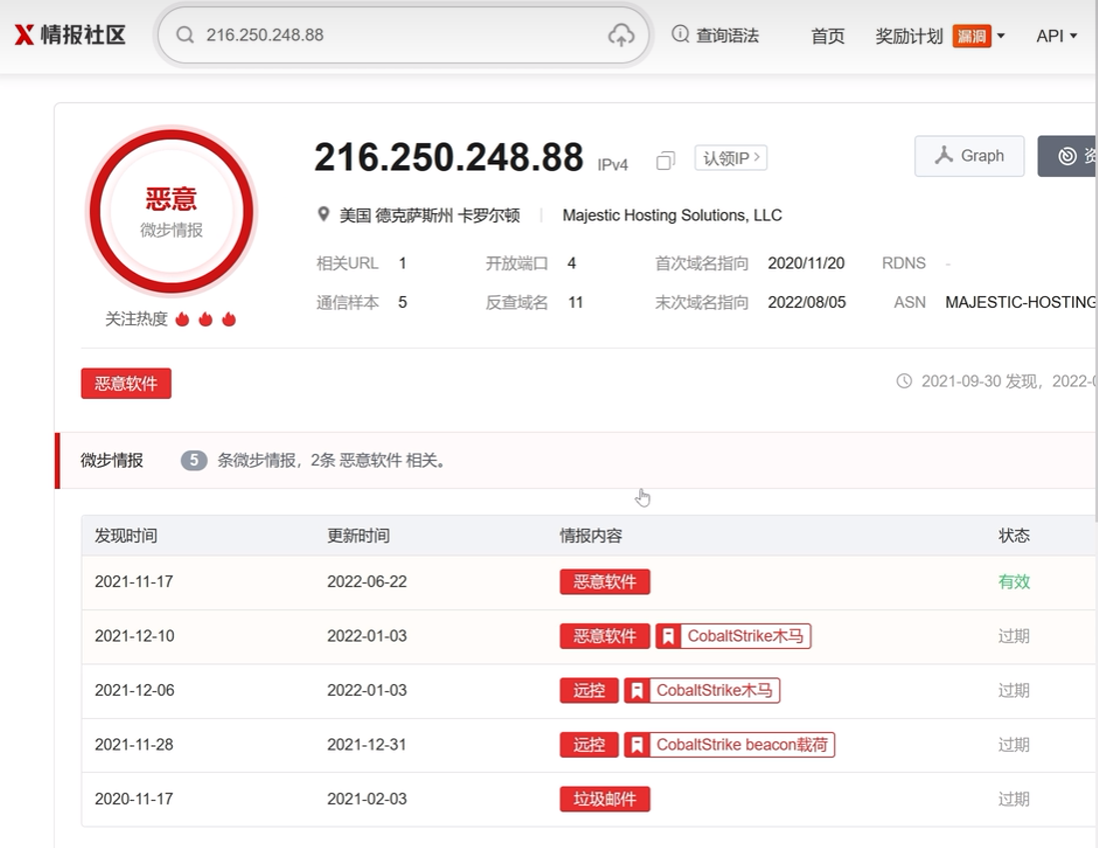 X 情报社区 216.250.248.88 查询语法 首页 奖励计划 漏洞 API
216.250.248.88 IPv4 认领IP Graph
恶意
微步情报
美国 德克萨斯州 卡罗尔顿 Majestic Hosting Solutions, LLC
相关URL 1 开放端口 4 首次域名指向 2020/11/20 RDNS -
通信样本 5 反查域名 11 末次域名指向 2022/08/05 ASN MAJESTIC-HOSTING
关注热度
恶意软件 2021-09-30 发现，2022-0
微步情报 5 条微步情报，2条 恶意软件 相关。
发现时间 更新时间 情报内容 状态
2021-11-17 2022-06-22 恶意软件 有效
2021-12-10 2022-01-03 恶意软件 CobaltStrike木马 过期
2021-12-06 2022-01-03 远控 CobaltStrike木马 过期
2021-11-28 2021-12-31 远控 CobaltStrike beacon载荷 过期
2020-11-17 2021-02-03 垃圾邮件 过期